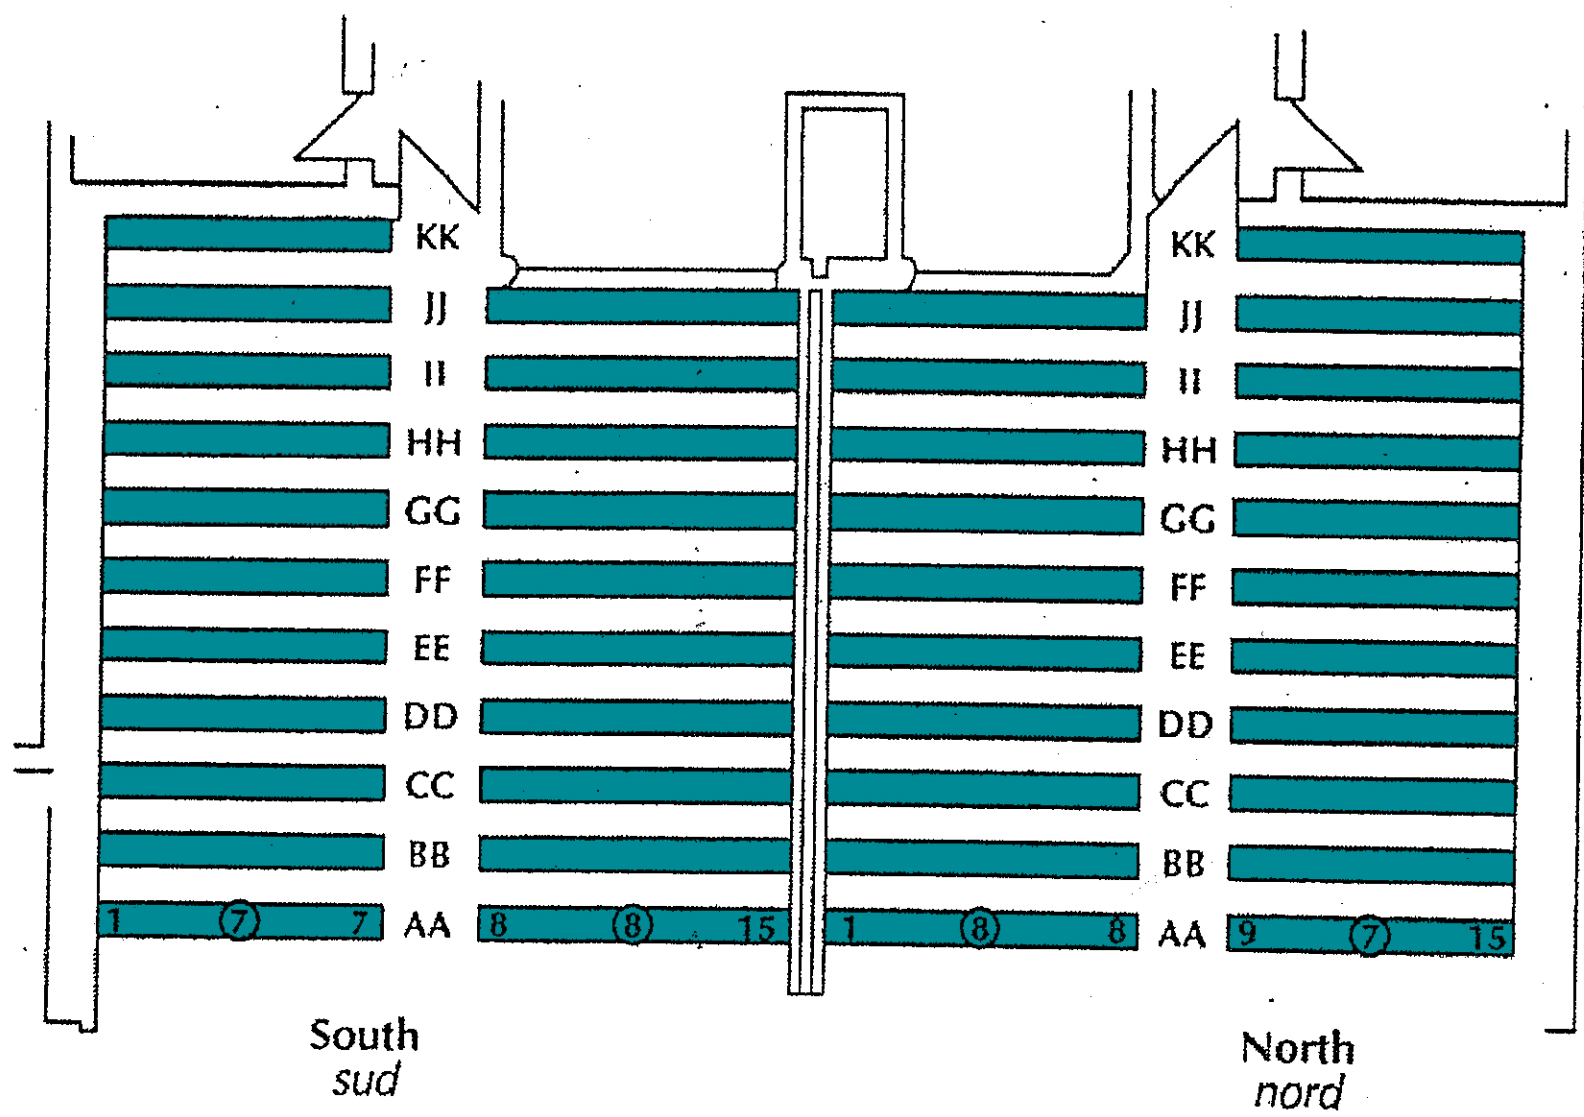 KK KK
JJ JJ
II II
HH HH
GG GG
FF FF
EE EE
DD DD
CC CC
BB BB
1 7 7 AA 8 8 15 1 8 8 AA 9 7 15
South North
sud nord